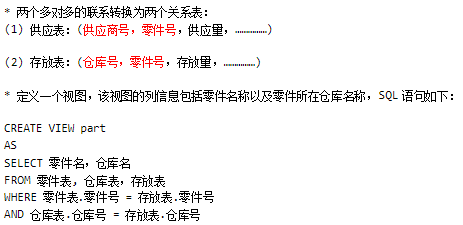 * 两个多对多的联系转换为两个关系表：
(1) 供应表：(供应商号，零件号，供应量，……………)
(2) 存放表：(仓库号，零件号，存放量，……………)
* 定义一个视图，该视图的列信息包括零件名称以及零件所在仓库名称，SQL语句如下：
CREATE VIEW part
AS
SELECT 零件名，仓库名
FROM 零件表，仓库表，存放表
WHERE 零件表.零件号 = 存放表.零件号
AND 仓库表.仓库号 = 存放表.仓库号